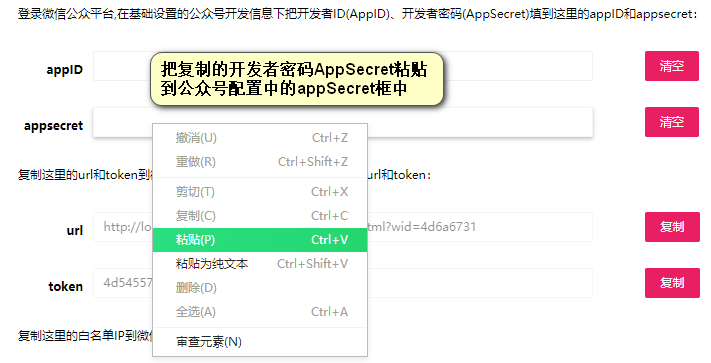 登录微信公众平台,在基础设置的公众号开发信息下把开发者ID(AppID)、开发者密码(AppSecret)填到这里的appID和appsecret：
appID
清空
把复制的开发者密码AppSecret粘贴
到公众号配置中的appSecret框中
appsecret
清空
撤消(U) Ctrl+Z
重做(R) Ctrl+Shift+Z
复制这里的url和token到 url和token：
剪切(T) Ctrl+X
复制(C) Ctrl+C
url http://lo tml?wid=4d6a6731 复制
粘贴(P) Ctrl+V
粘贴为纯文本 Ctrl+Shift+V
token 4d54557 复制
删除(D)
全选(A) Ctrl+A
复制这里的白名单IP到微
审查元素(N)